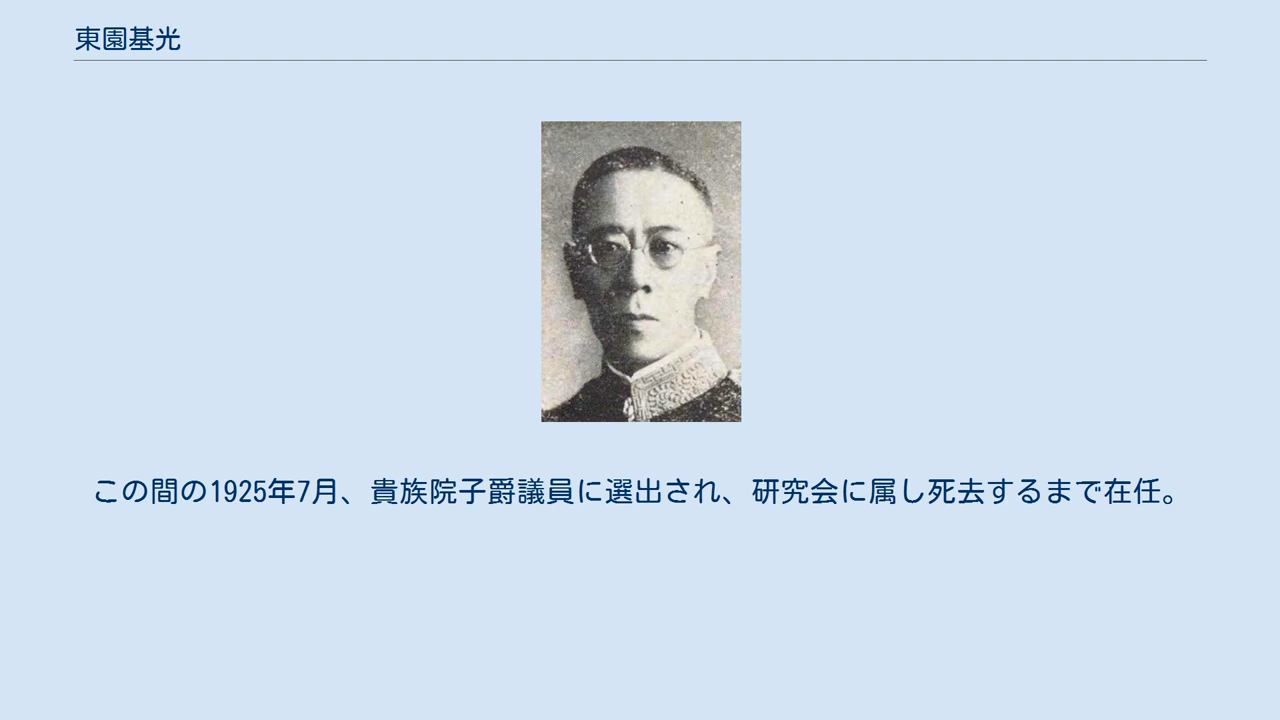 東園基光
この間の1925年7月、貴族院子爵議員に選出され、研究会に属し死去するまで在任。